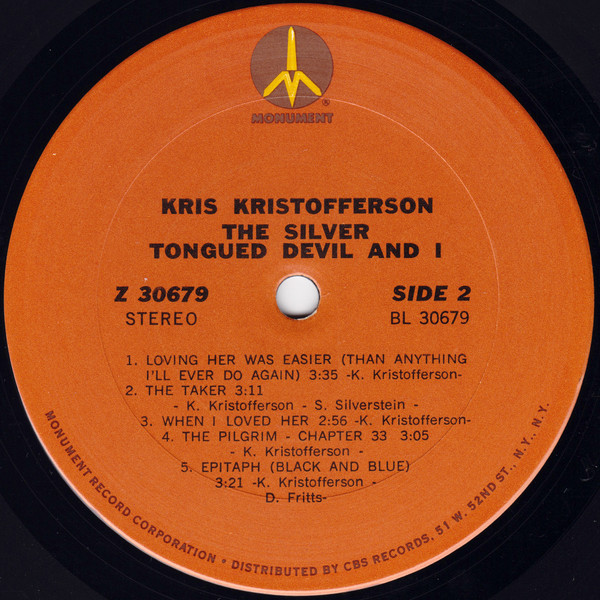 ®
MONUMENT
KRIS KRISTOFFERSON
THE SILVER
TONGUED DEVIL AND I
Z 30679 SIDE 2
STEREO BL 30679
1. LOVING HER WAS EASIER (THAN ANYTHING
I'LL EVER DO AGAIN) 3:35 -K. Kristofferson-
2. THE TAKER 3:11
- K. Kristofferson - S. Silverstein -
3. WHEN I LOVED HER 2:56 -K. Kristofferson-
4. THE PILGRIM - CHAPTER 33 3:05
- K. Kristofferson -
5. EPITAPH (BLACK AND BLUE)
3:21 -K. Kristofferson -
D. Fritts-
MONUMENT RECORD CORPORATION • DISTRIBUTED BY CBS RECORDS, 51 W. 52ND ST., N.Y., N.Y.